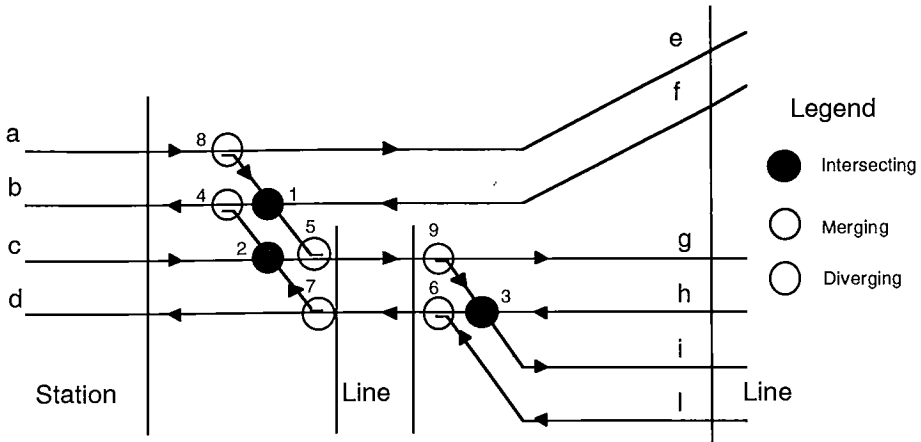 e
f
Legend
a
8
Intersecting
b
4
1
5
Merging
c
2
9
g
Diverging
d
7
6
3
h
i
Station
Line
l
Line